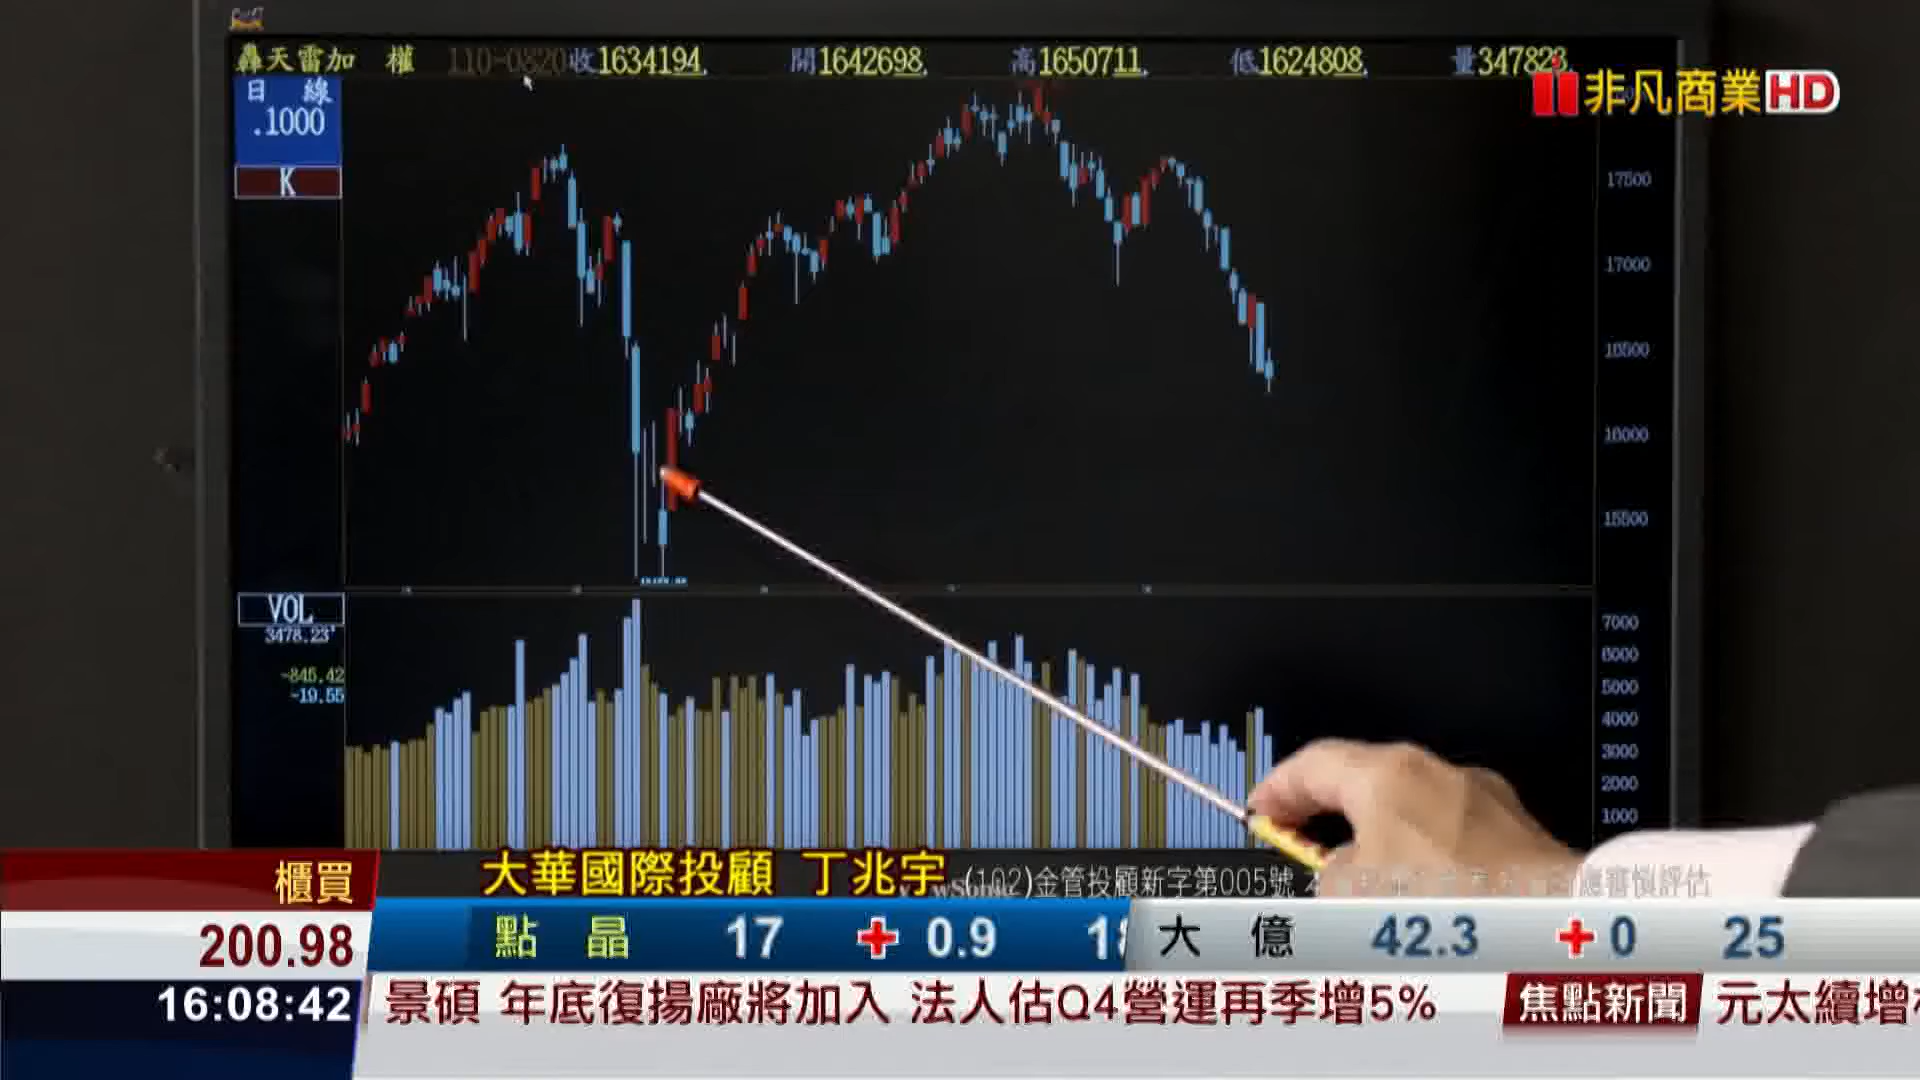 轟天雷加 權 110-0820收1634194. 開1642698. 高1650711. 低1624808. 量347823.
日 線
.1000
K
非凡商業HD
17500
17000
16500
16000
15500
VOL
3478.23
-845.42
-19.55
7000
6000
5000
4000
3000
2000
1000
櫃買
200.98
16:08:42
大華國際投顧 丁兆宇 (102)金管投顧新字第005號
點 晶 17 + 0.9
大 億 42.3 + 0 25
景碩 年底復揚廠將加入 法人估Q4營運再季增5% 焦點新聞 元太續增